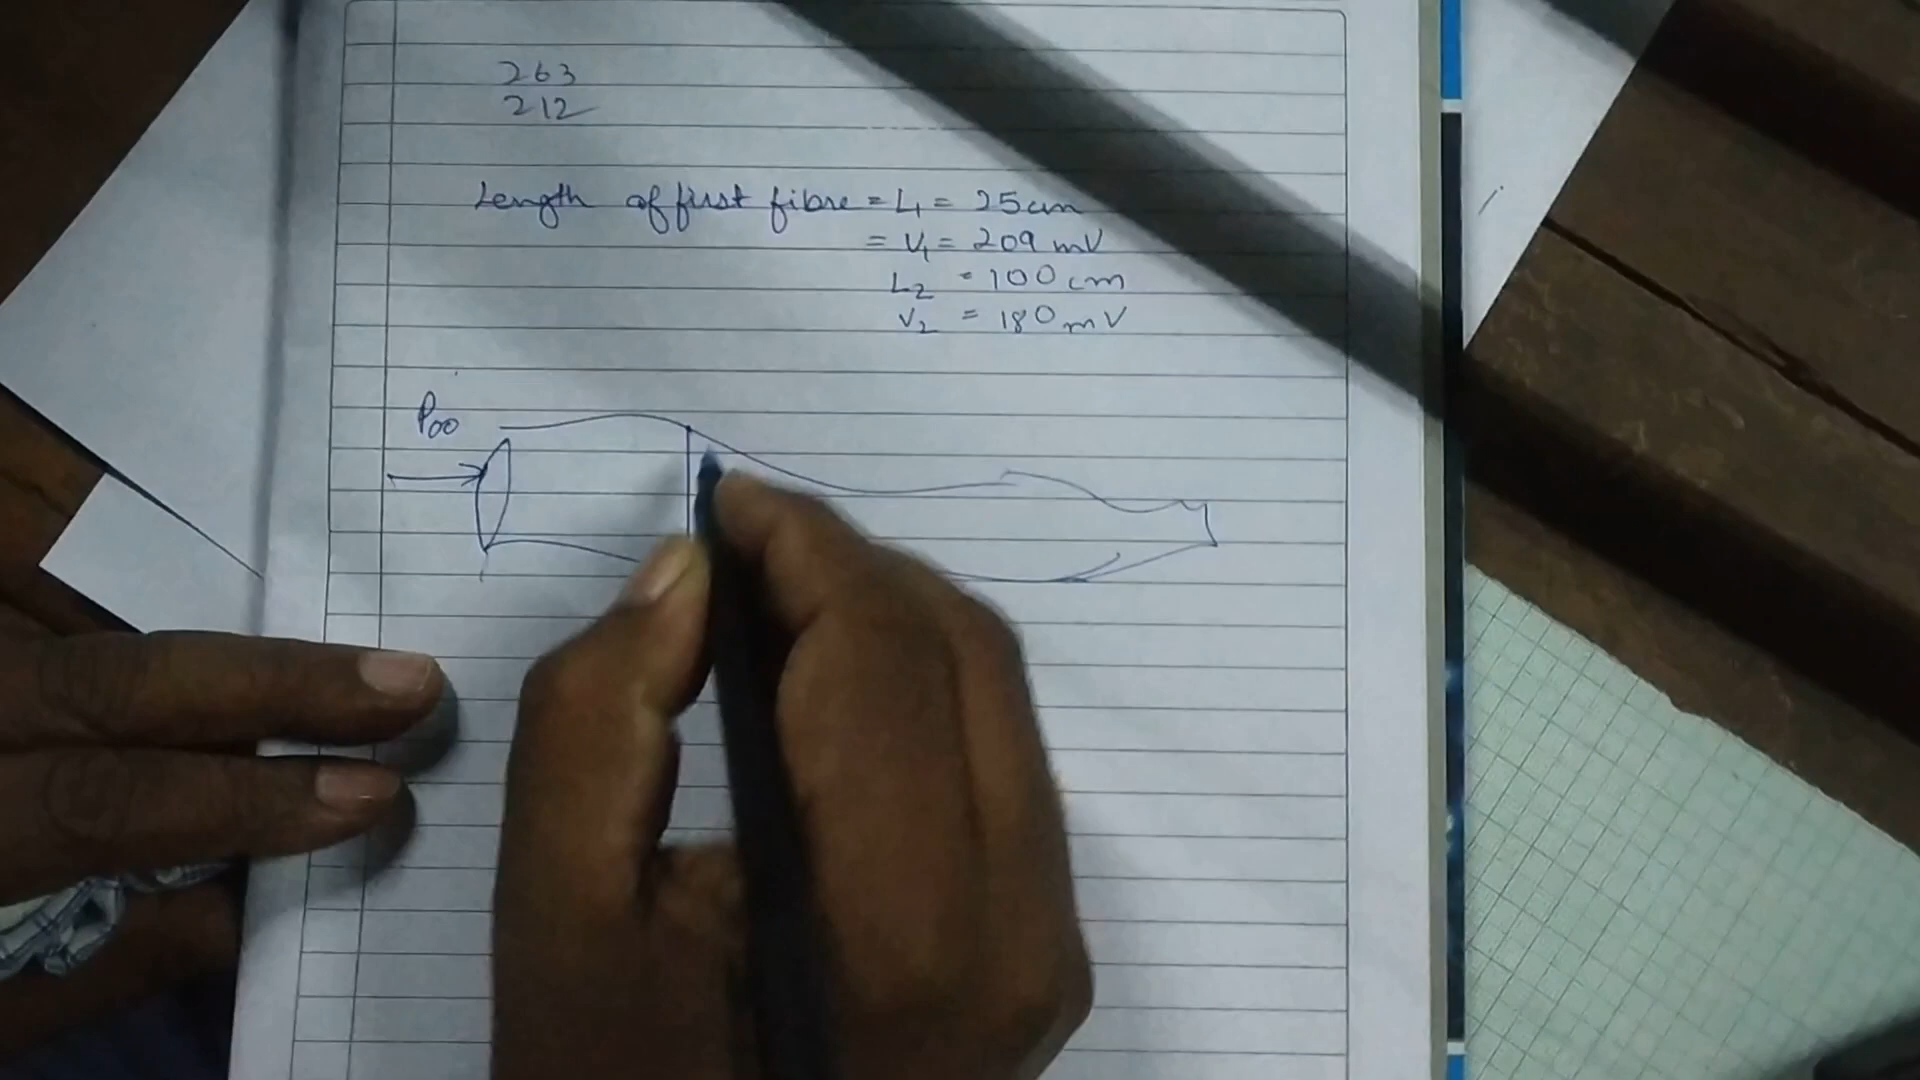 263
212
Length of first fibre = L1 = 25cm
= V1 = 209 mV
L2 = 100 cm
V2 = 180 mV
P00